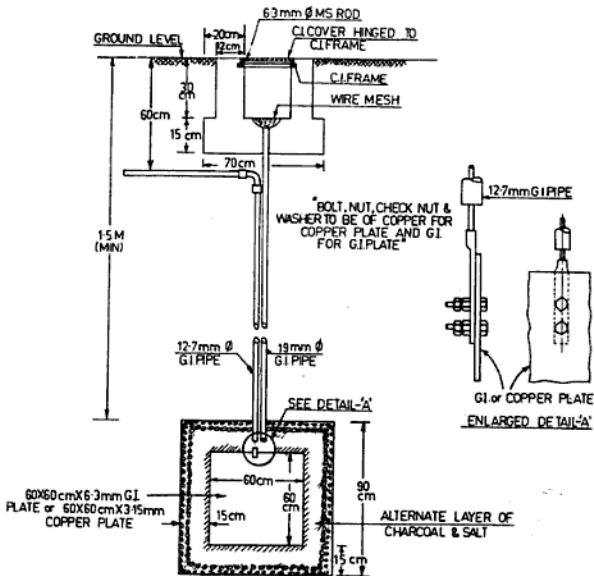 6·3mm Ø MS ROD
C.I.COVER HINGED TO
C.I.FRAME
GROUND LEVEL
20cm
12cm
C.I.FRAME
WIRE MESH
30
cm
60cm
15 cm
70cm
12·7mm G.I.PIPE
"BOLT, NUT, CHECK NUT &
WASHER TO BE OF COPPER FOR
COPPER PLATE AND G.I.
FOR G.I.PLATE"
1·5 M
(MIN)
12·7mm Ø
G.I.PIPE
19mm Ø
G.I.PIPE
SEE DETAIL-'A'
G.I. or COPPER PLATE
ENLARGED DETAIL-'A'
60X60cmX6·3mm G.I.
PLATE or 60X60cmX3·15mm
COPPER PLATE
60cm
60
cm
15cm
90
cm
ALTERNATE LAYER OF
CHARCOAL & SALT
15cm